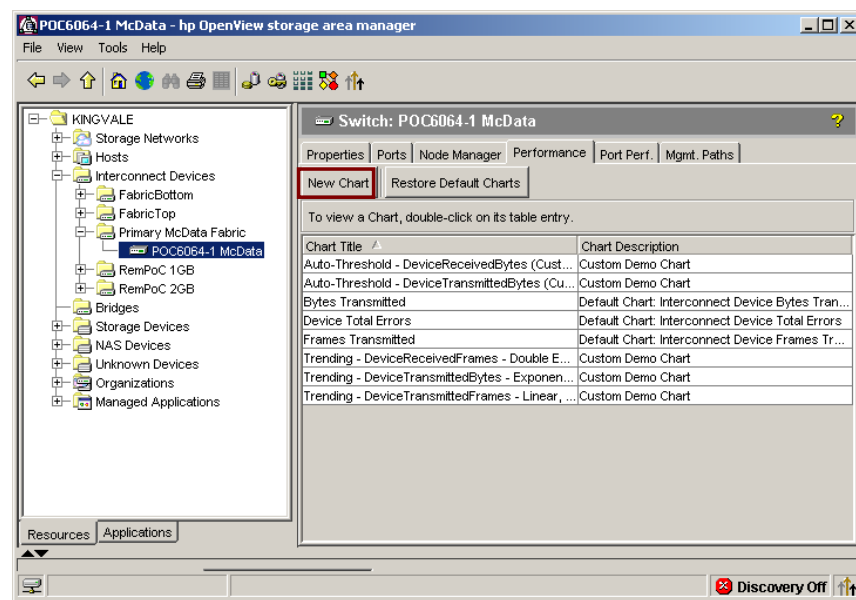 POC6064-1 McData - hp OpenView storage area manager
File View Tools Help
KINGVALE
Storage Networks
Hosts
Interconnect Devices
FabricBottom
FabricTop
Primary McData Fabric
POC6064-1 McData
RemPoC 1GB
RemPoC 2GB
Bridges
Storage Devices
NAS Devices
Unknown Devices
Organizations
Managed Applications
Resources Applications
Switch: POC6064-1 McData ?
Properties Ports Node Manager Performance Port Perf. Mgmt. Paths
New Chart Restore Default Charts
To view a Chart, double-click on its table entry.
Chart Title Chart Description
Auto-Threshold - DeviceReceivedBytes (Cust... Custom Demo Chart
Auto-Threshold - DeviceTransmittedBytes (Cu... Custom Demo Chart
Bytes Transmitted Default Chart: Interconnect Device Bytes Tran...
Device Total Errors Default Chart: Interconnect Device Total Errors
Frames Transmitted Default Chart: Interconnect Device Frames Tr...
Trending - DeviceReceivedFrames - Double E... Custom Demo Chart
Trending - DeviceTransmittedBytes - Exponen... Custom Demo Chart
Trending - DeviceTransmittedFrames - Linear, ... Custom Demo Chart
Discovery Off